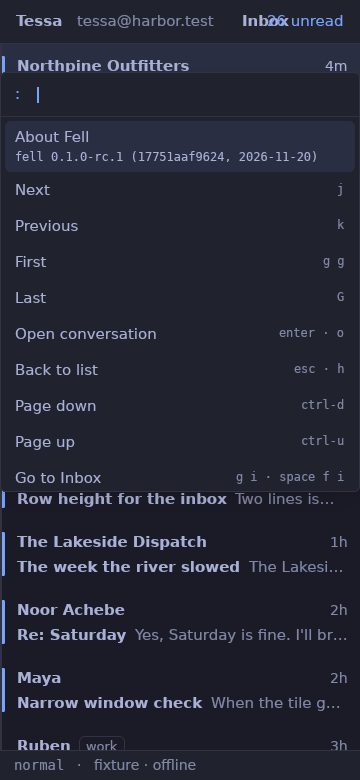 Tessa tessa@harbor.test Inbox 26 unread
Northpine Outfitters 4m
:
About Fell
fell 0.1.0-rc.1 (17751aaf9624, 2026-11-20)
Next j
Previous k
First g g
Last G
Open conversation enter · o
Back to list esc · h
Page down ctrl-d
Page up ctrl-u
Go to Inbox g i · space f i
Row height for the inbox Two lines is…
The Lakeside Dispatch 1h
The week the river slowed The Lakesi…
Noor Achebe 2h
Re: Saturday Yes, Saturday is fine. I'll br…
Maya 2h
Narrow window check When the tile g…
Ruben work 3h
normal · fixture · offline